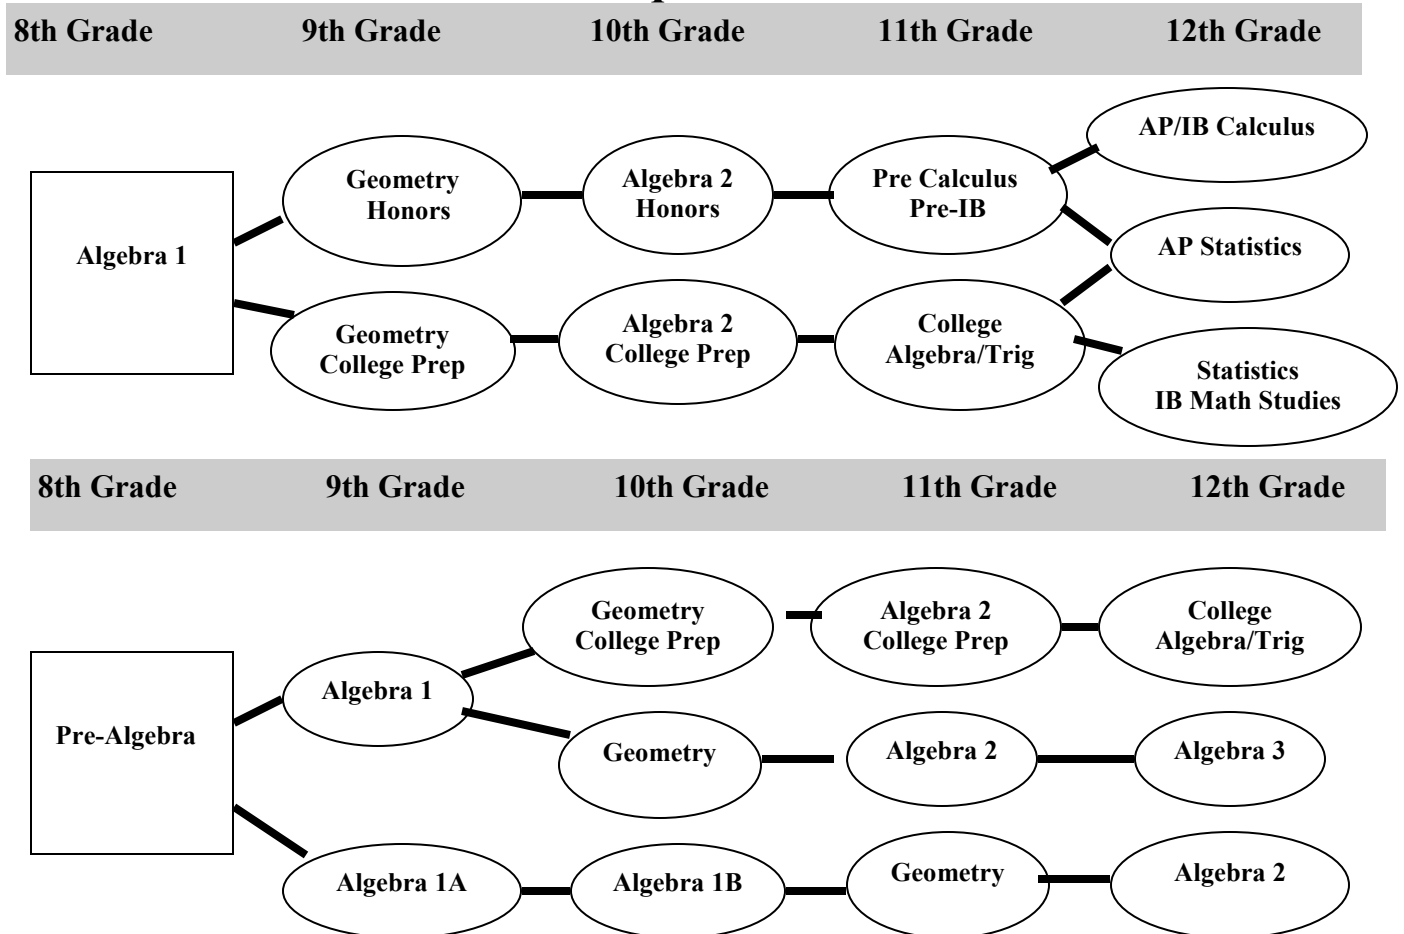 8th Grade 9th Grade 10th Grade 11th Grade 12th Grade
AP/IB Calculus
Geometry
Honors
Algebra 2
Honors
Pre Calculus
Pre-IB
Algebra 1
AP Statistics
Geometry
College Prep
Algebra 2
College Prep
College
Algebra/Trig
Statistics
IB Math Studies
8th Grade 9th Grade 10th Grade 11th Grade 12th Grade
Geometry
College Prep
Algebra 2
College Prep
College
Algebra/Trig
Pre-Algebra
Algebra 1
Geometry
Algebra 2
Algebra 3
Algebra 1A
Algebra 1B
Geometry
Algebra 2